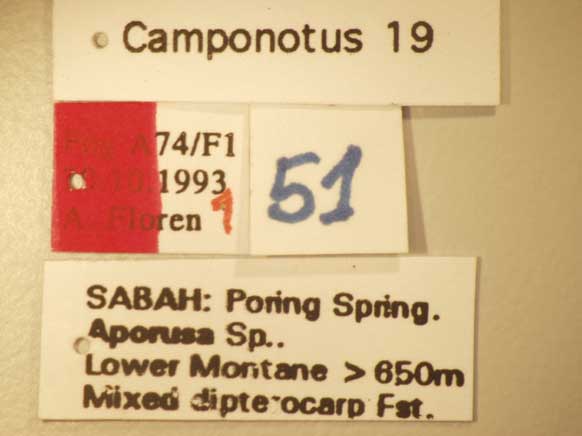 Camponotus 19
Fog A74/F1
10.1993
A. Floren 1
51
SABAH: Poring Spring.
Aporusa Sp..
Lower Montane > 650m
Mixed dipterocarp Fst.